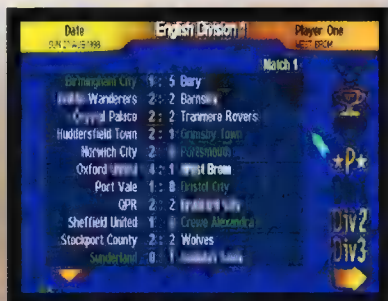 Date English Division 1 Player One
SUN AUG 1998 WEST BROM
Match 1
Birmingham City 1 : 5 Bury
Wanderers 2 : 2 Barnsley
Crystal Palace 2 : 2 Tranmere Rovers
Huddersfield Town 2 : 1 Grimsby Town
Norwich City 2 : Portsmouth
Oxford United 4 : 1 West Brom
Port Vale 1 : Bristol City
QPR 2 : 2
Sheffield United 1 : Crewe Alexandra
Stockport County 2 : 2 Wolves
Sunderland
P
Div2
Div3